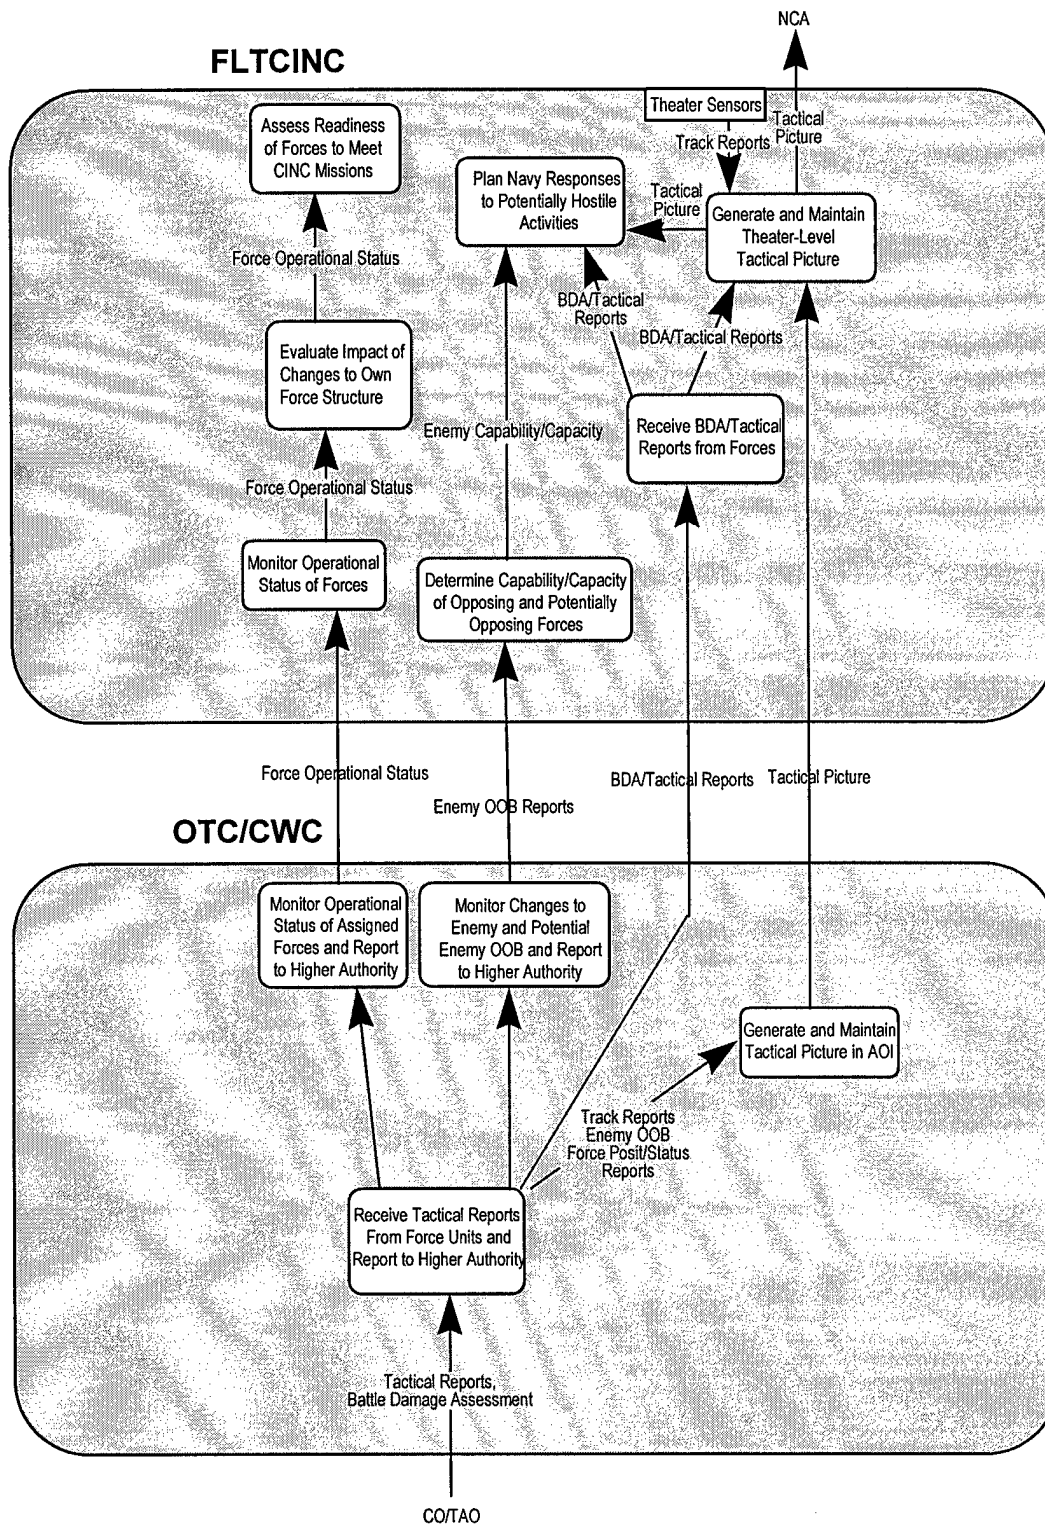 NCA
FLTCINC
Theater Sensors
Tactical
Picture
Track Reports
Assess Readiness
of Forces to Meet
CINC Missions
Plan Navy Responses
to Potentially Hostile
Activities
Tactical
Picture
Generate and Maintain
Theater-Level
Tactical Picture
Force Operational Status
BDA/Tactical
Reports
BDA/Tactical Reports
Evaluate Impact of
Changes to Own
Force Structure
Enemy Capability/Capacity
Receive BDA/Tactical
Reports from Forces
Force Operational Status
Monitor Operational
Status of Forces
Determine Capability/Capacity
of Opposing and Potentially
Opposing Forces
Force Operational Status
Enemy OOB Reports
BDA/Tactical Reports
Tactical Picture
OTC/CWC
Monitor Operational
Status of Assigned
Forces and Report
to Higher Authority
Monitor Changes to
Enemy and Potential
Enemy OOB and Report
to Higher Authority
Generate and Maintain
Tactical Picture in AOI
Track Reports
Enemy OOB
Force Posit/Status
Reports
Receive Tactical Reports
From Force Units and
Report to Higher Authority
Tactical Reports,
Battle Damage Assessment
CO/TAO